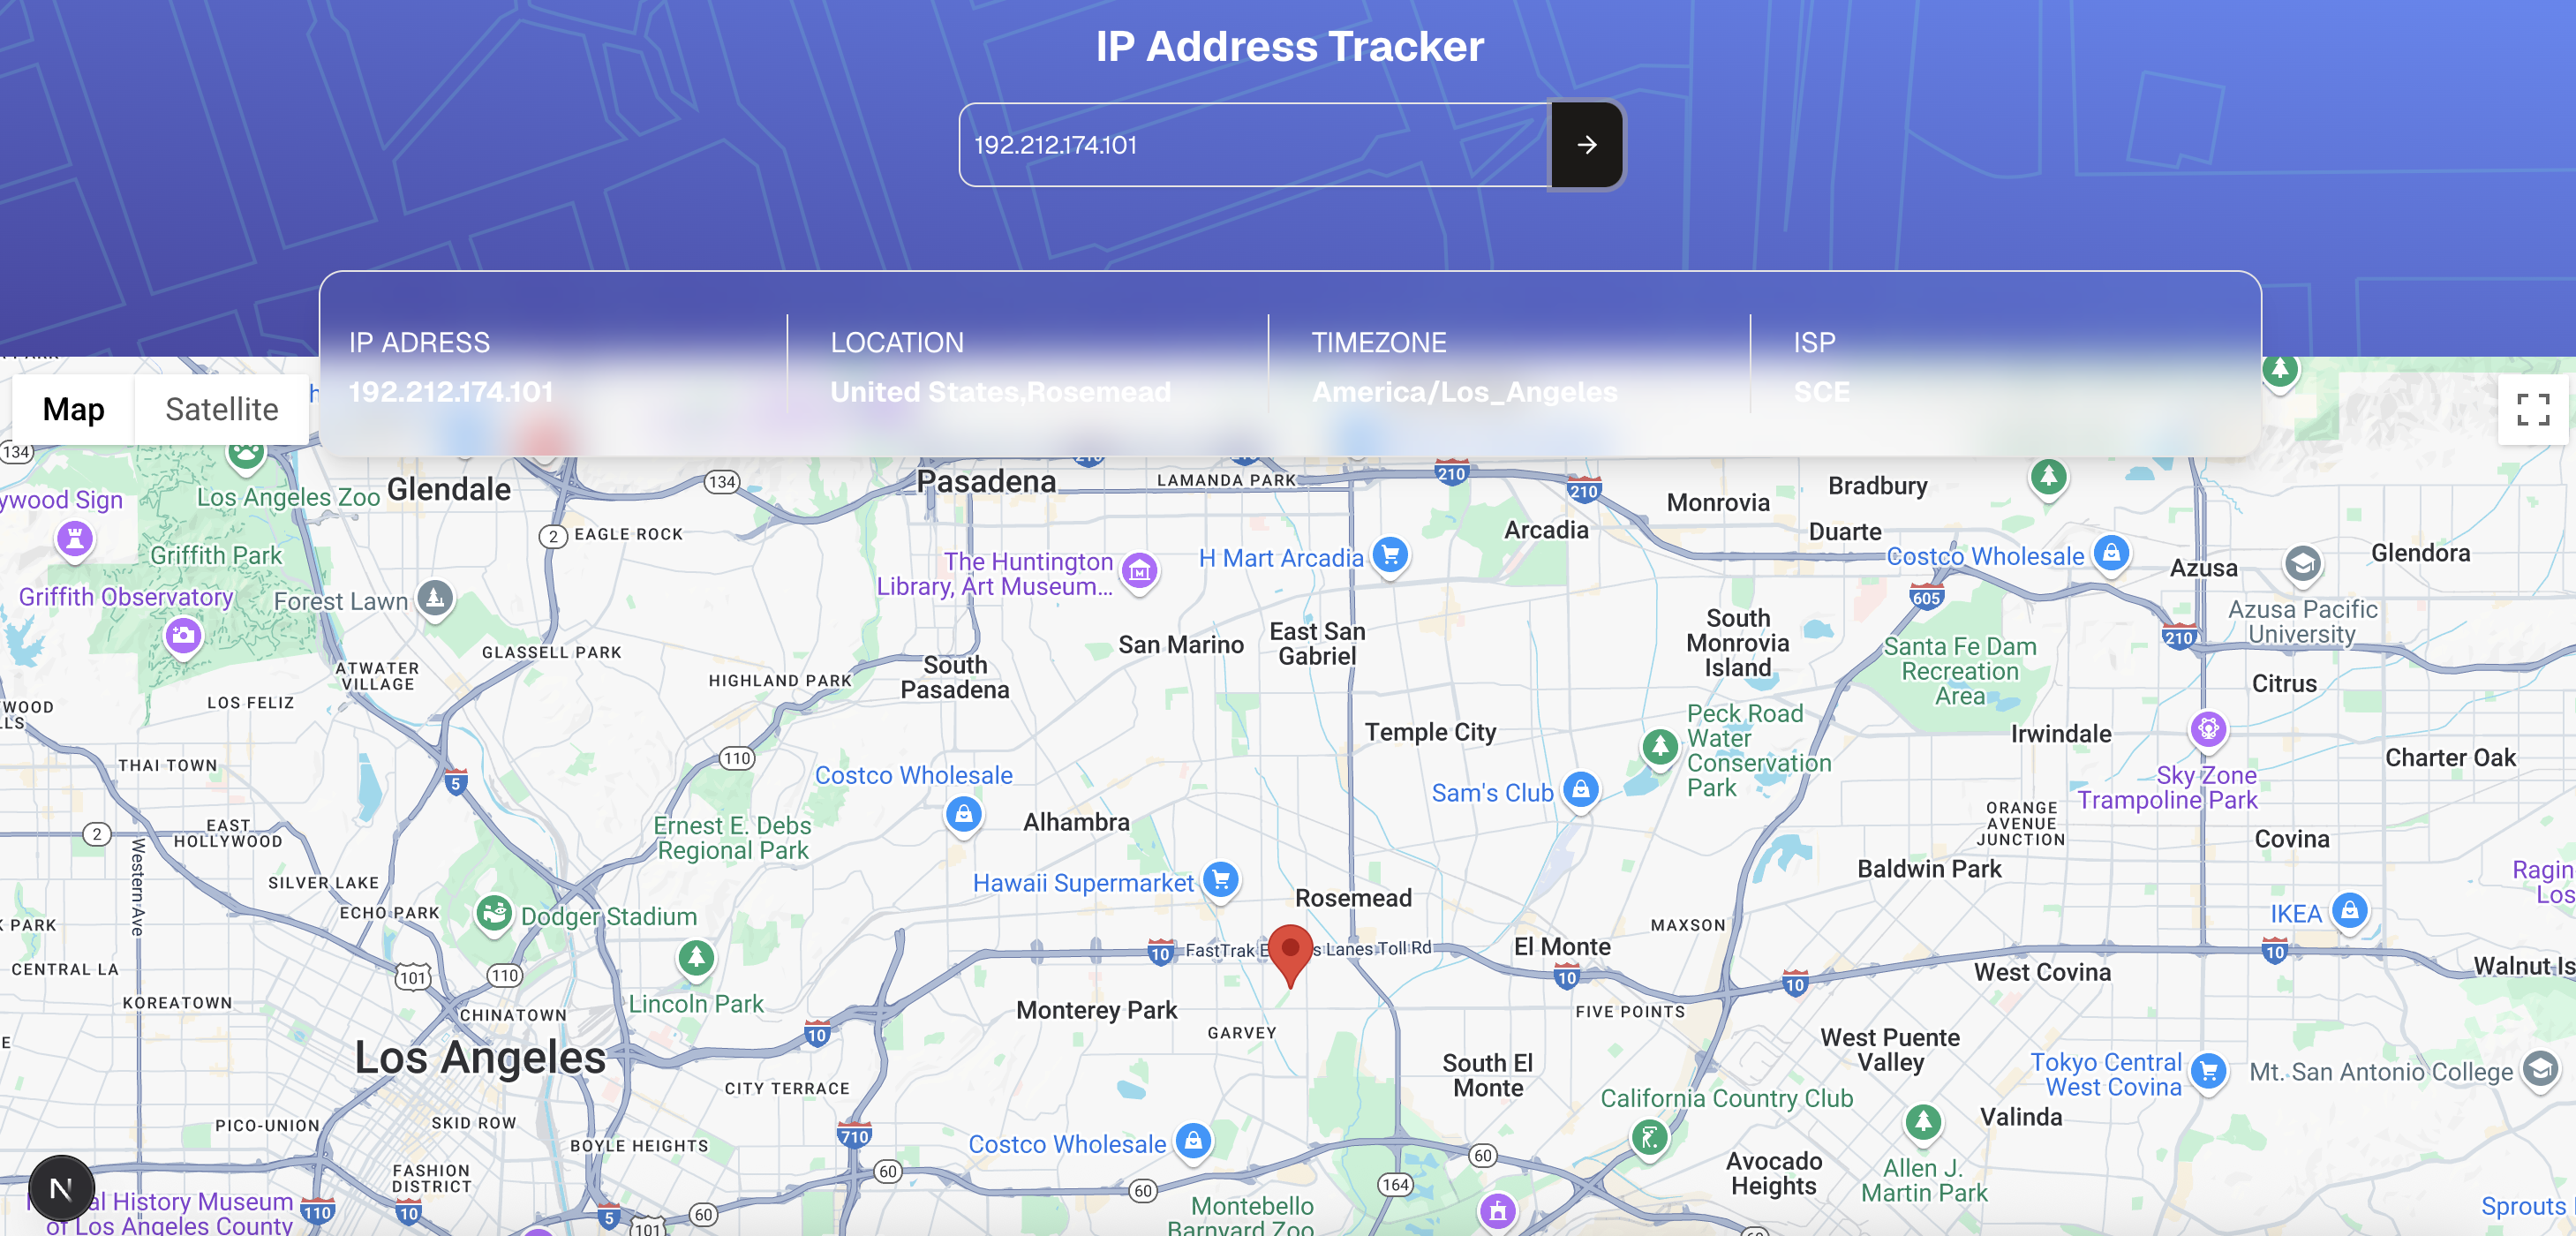 IP Address Tracker
192.212.174.101
IP ADRESS
LOCATION
TIMEZONE
ISP
192.212.174.101
United States,Rosemead
America/Los_Angeles
SCE
Map
Satellite
134
ywood Sign
Los Angeles Zoo
Glendale
134
Pasadena
LAMANDA PARK
210
210
Monrovia
Bradbury
2
EAGLE ROCK
Arcadia
Duarte
Griffith Park
The Huntington
Library, Art Museum...
H Mart Arcadia
Costco Wholesale
Azusa
Glendora
Griffith Observatory
Forest Lawn
605
Azusa Pacific
University
210
ATWATER
VILLAGE
GLASSELL PARK
San Marino
East San
Gabriel
South
Monrovia
Island
Santa Fe Dam
Recreation
Area
South
Pasadena
HIGHLAND PARK
Citrus
WOOD
LLS
LOS FELIZ
Temple City
Peck Road
Water
Conservation
Park
Irwindale
THAI TOWN
110
5
Costco Wholesale
Sam's Club
Sky Zone
Trampoline Park
Charter Oak
2
EAST
HOLLYWOOD
Western Ave
Ernest E. Debs
Regional Park
Alhambra
ORANGE
AVENUE
JUNCTION
Covina
SILVER LAKE
Hawaii Supermarket
Rosemead
Baldwin Park
Ragin
Los
ECHO PARK
Dodger Stadium
MAXSON
IKEA
K PARK
10
FastTrak E
s Lanes Toll Rd
El Monte
10
10
10
CENTRAL LA
101
110
West Covina
Walnut Is
KOREATOWN
Lincoln Park
Monterey Park
FIVE POINTS
CHINATOWN
10
GARVEY
E
Los Angeles
South El
Monte
West Puente
Valley
Tokyo Central
West Covina
Mt. San Antonio College
CITY TERRACE
California Country Club
PICO-UNION
SKID ROW
710
Valinda
BOYLE HEIGHTS
Costco Wholesale
60
60
FASHION
DISTRICT
60
164
Avocado
Heights
Allen J.
Martin Park
N
al History Museum
of Los Angeles County
110
10
5
101
60
Montebello
Barnyard Zoo
Sprouts